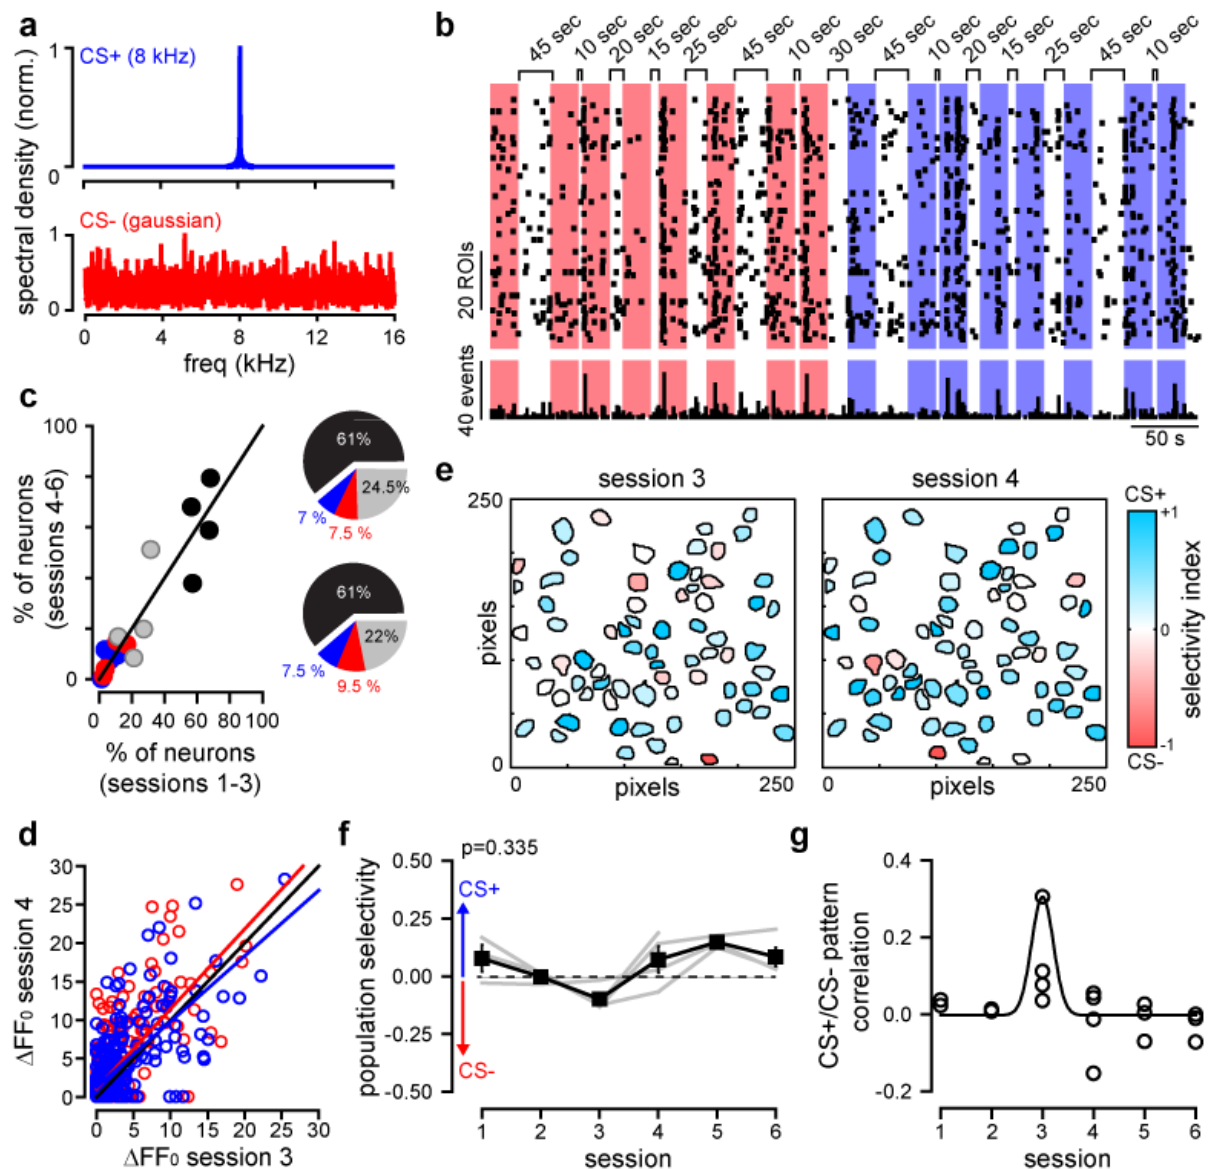 a
CS+ (8 kHz)
1
0
CS- (gaussian)
1
0
spectral density (norm.)
0 4 8 12 16
freq (kHz)
b
45 sec 10 sec 20 sec 15 sec 25 sec 45 sec 10 sec 30 sec 45 sec 10 sec 20 sec 15 sec 25 sec 45 sec 10 sec
20 ROIs
40 events
50 s
c
100
0
% of neurons
(sessions 4-6)
0 20 40 60 80 100
% of neurons
(sessions 1-3)
61%
24.5%
7 %
7.5 %
61%
22%
7.5 %
9.5 %
e
session 3
session 4
250
pixels
0
0 pixels 250
0 pixels 250
CS+
+1
0
-1
CS-
selectivity index
d
30
25
20
15
10
5
0
ΔFF0 session 4
0 5 10 15 20 25 30
ΔFF0 session 3
f
p=0.335
0.50
0.25
0.00
-0.25
-0.50
population selectivity
CS+
CS-
1 2 3 4 5 6
session
g
0.4
0.2
0.0
-0.2
CS+/CS- pattern
correlation
1 2 3 4 5 6
session